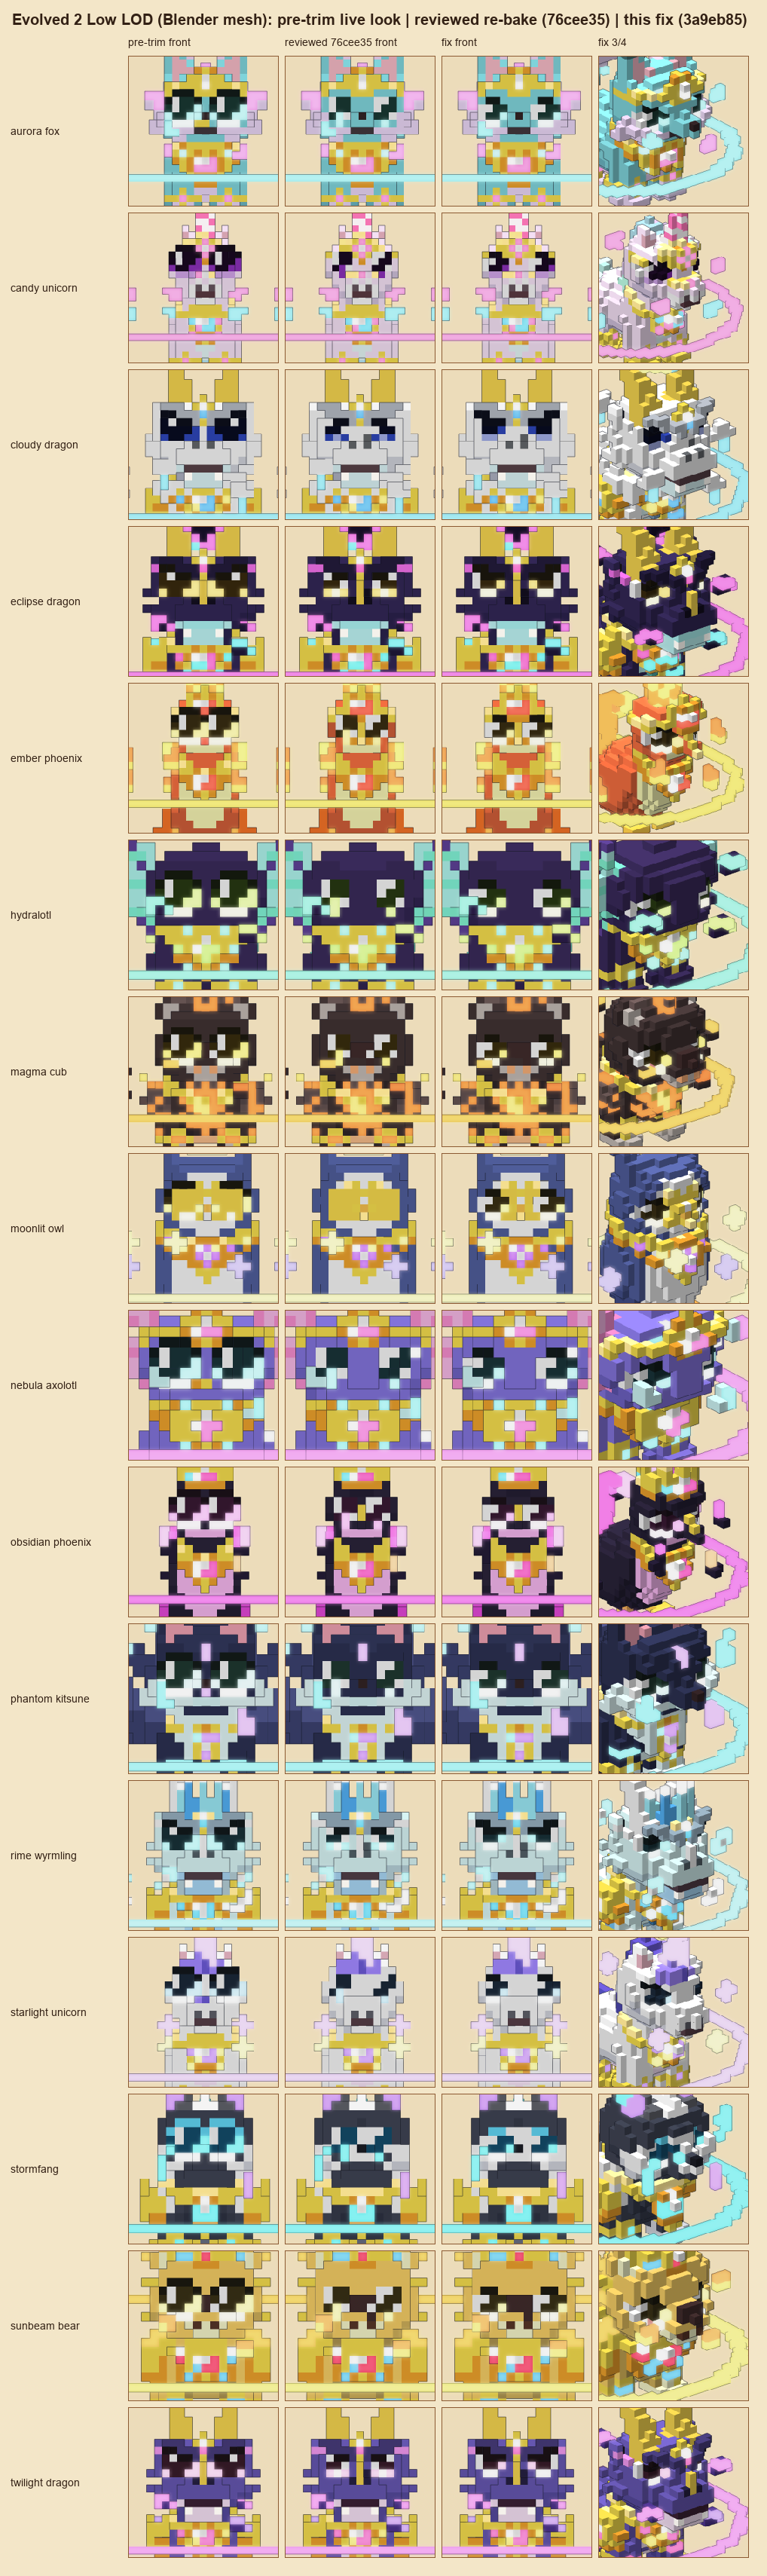 Evolved 2 Low LOD (Blender mesh): pre-trim live look | reviewed re-bake (76cee35) | this fix (3a9eb85)
pre-trim front reviewed 76cee35 front fix front fix 3/4
aurora fox
candy unicorn
cloudy dragon
eclipse dragon
ember phoenix
hydralotl
magma cub
moonlit owl
nebula axolotl
obsidian phoenix
phantom kitsune
rime wyrmling
starlight unicorn
stormfang
sunbeam bear
twilight dragon